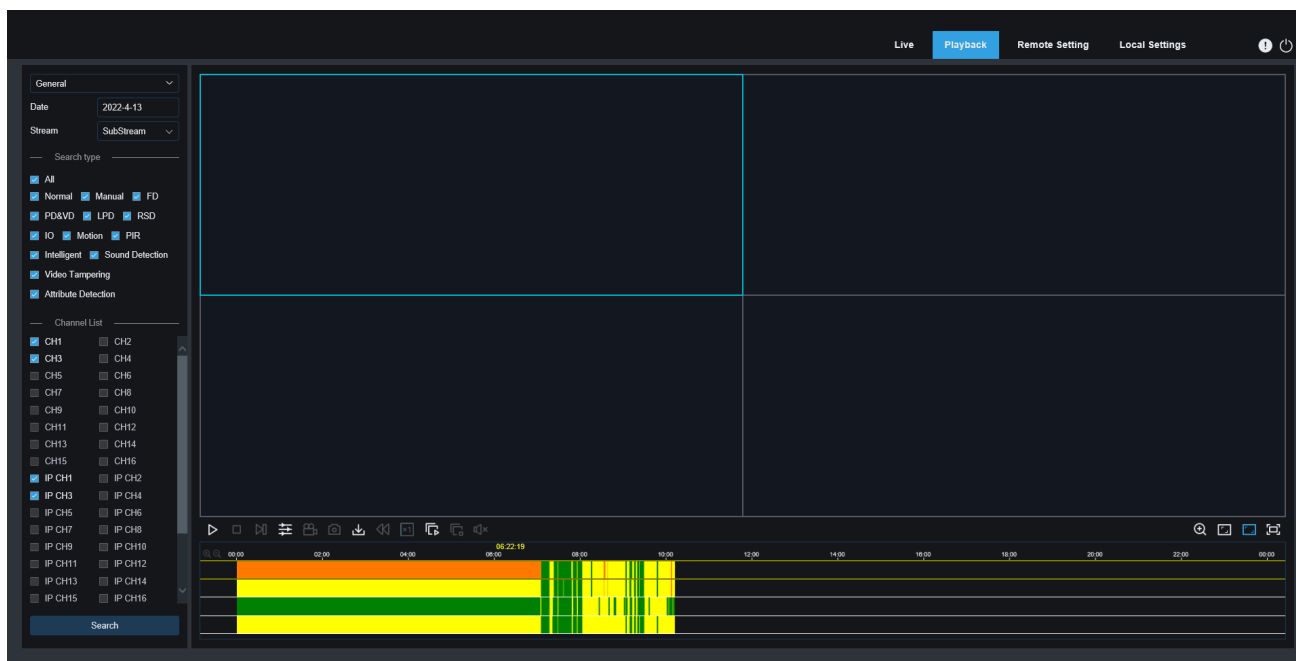 Live Playback Remote Setting Local Settings
General
Date 2022-4-13
Stream SubStream
Search type
All
Normal Manual FD
PD&VD LPD RSD
IO Motion PIR
Intelligent Sound Detection
Video Tampering
Attribute Detection
Channel List
CH1 CH2
CH3 CH4
CH5 CH6
CH7 CH8
CH9 CH10
CH11 CH12
CH13 CH14
CH15 CH16
IP CH1 IP CH2
IP CH3 IP CH4
IP CH5 IP CH6
IP CH7 IP CH8
IP CH9 IP CH10
IP CH11 IP CH12
IP CH13 IP CH14
IP CH15 IP CH16
Search
×1
06:22:19
00:00 02:00 04:00 06:00 08:00 10:00 12:00 14:00 16:00 18:00 20:00 22:00 00:00